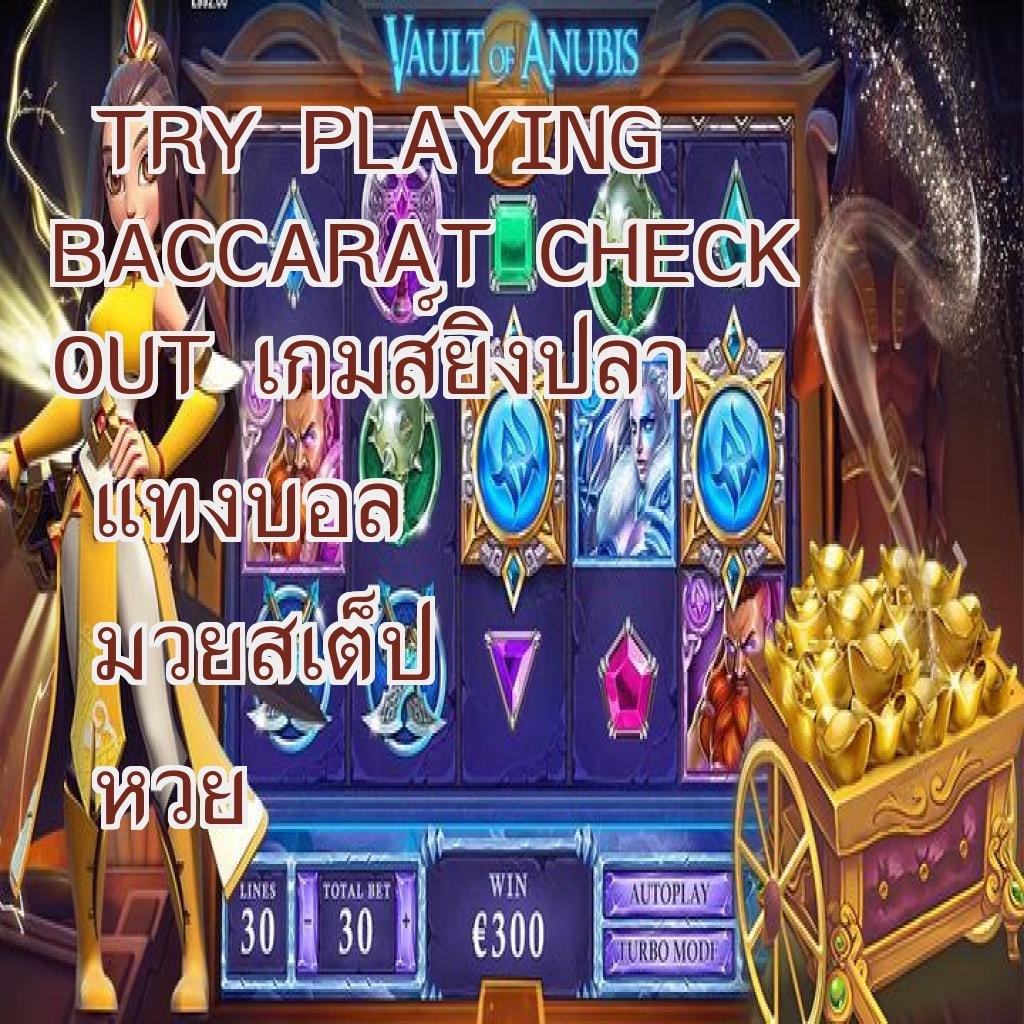 VAULT OF ANUBIS
TRY PLAYING
BACCARAT CHECK
OUT เกมส์ยิงปลา
แทงบอล
มวยสเต็ป
หวย
LINES
30
TOTAL BET
- 30 +
WIN
€300
AUTOPLAY
TURBO MODE